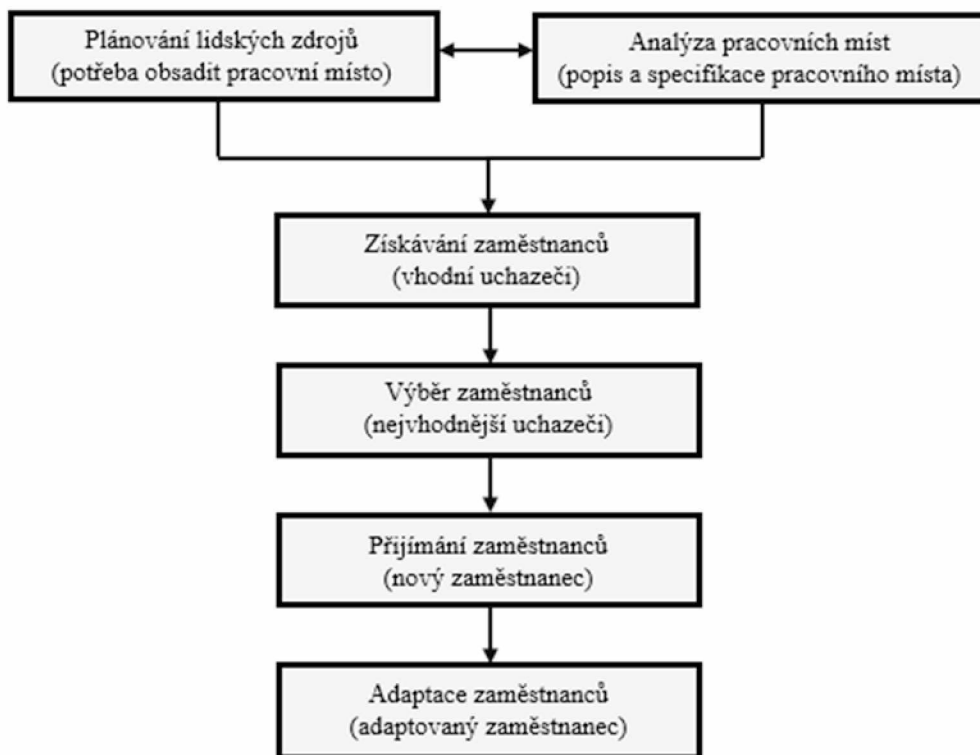 Plánování lidských zdrojů
(potřeba obsadit pracovní místo)
Analýza pracovních míst
(popis a specifikace pracovního místa)
Získávání zaměstnanců
(vhodní uchazeči)
Výběr zaměstnanců
(nejvhodnější uchazeči)
Přijímání zaměstnanců
(nový zaměstnanec)
Adaptace zaměstnanců
(adaptovaný zaměstnanec)